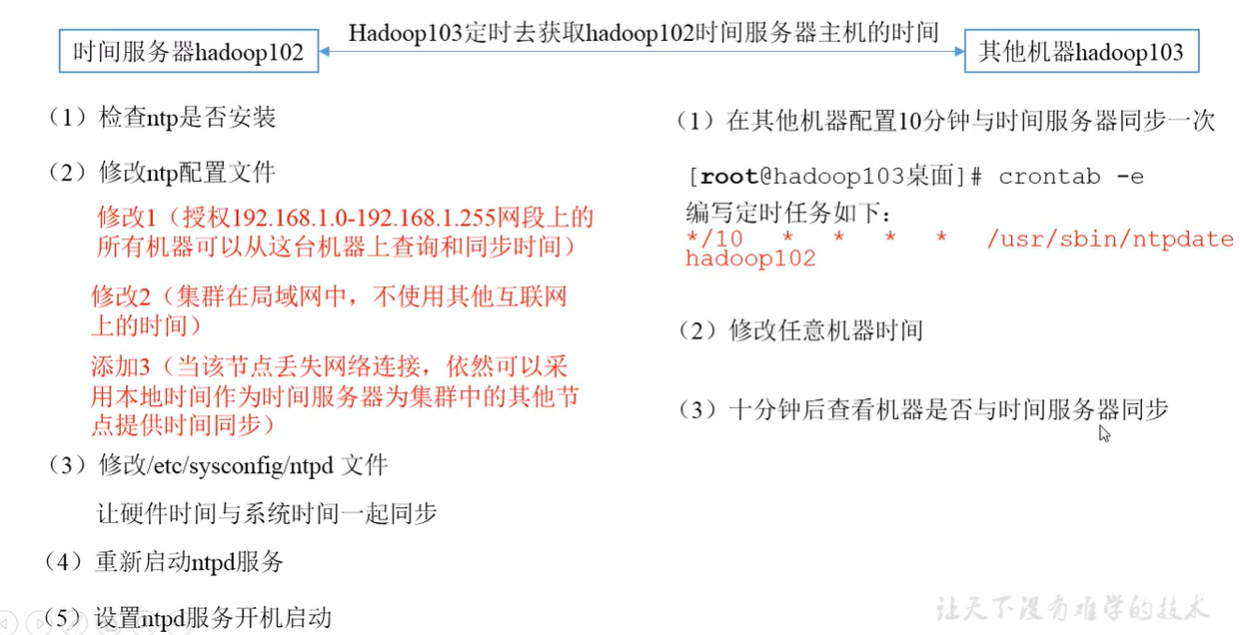 Hadoop103定时去获取hadoop102时间服务器主机的时间
时间服务器hadoop102
其他机器hadoop103
（1）检查ntp是否安装
（2）修改ntp配置文件
修改1（授权192.168.1.0-192.168.1.255网段上的
所有机器可以从这台机器上查询和同步时间）
修改2（集群在局域网中，不使用其他互联网
上的时间）
添加3（当该节点丢失网络连接，依然可以采
用本地时间作为时间服务器为集群中的其他节
点提供时间同步）
（3）修改/etc/sysconfig/ntpd 文件
让硬件时间与系统时间一起同步
（4）重新启动ntpd服务
（5）设置ntpd服务开机启动
（1）在其他机器配置10分钟与时间服务器同步一次
[root@hadoop103桌面]# crontab -e
编写定时任务如下：
*/10 * * * * /usr/sbin/ntpdate
hadoop102
（2）修改任意机器时间
（3）十分钟后查看机器是否与时间服务器同步
让天下没有难学的技术